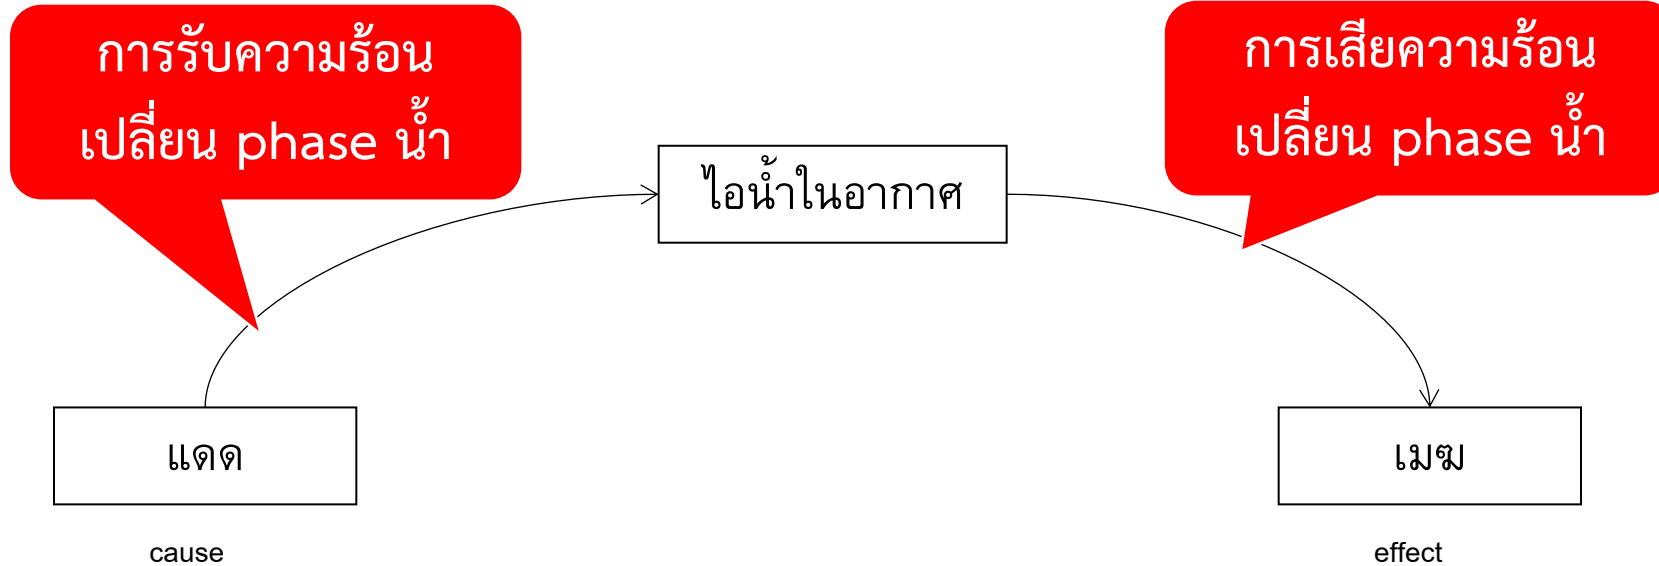 การรับความร้อน
เปลี่ยน phase น้ำ
การเสียความร้อน
เปลี่ยน phase น้ำ
ไอน้ำในอากาศ
แดด
เมฆ
cause
effect